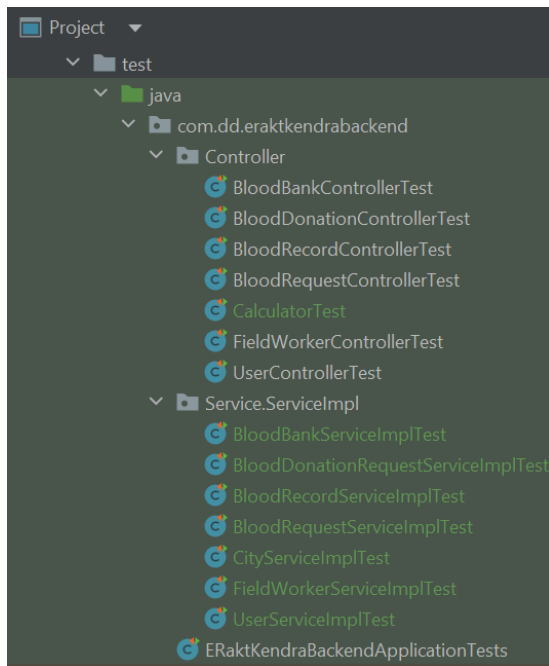 Project
test
java
com.dd.eraktkendrabackend
Controller
BloodBankControllerTest
BloodDonationControllerTest
BloodRecordControllerTest
BloodRequestControllerTest
CalculatorTest
FieldWorkerControllerTest
UserControllerTest
Service.ServiceImpl
BloodBankServiceImplTest
BloodDonationRequestServiceImplTest
BloodRecordServiceImplTest
BloodRequestServiceImplTest
CityServiceImplTest
FieldWorkerServiceImplTest
UserServiceImplTest
ERaktKendraBackendApplicationTests